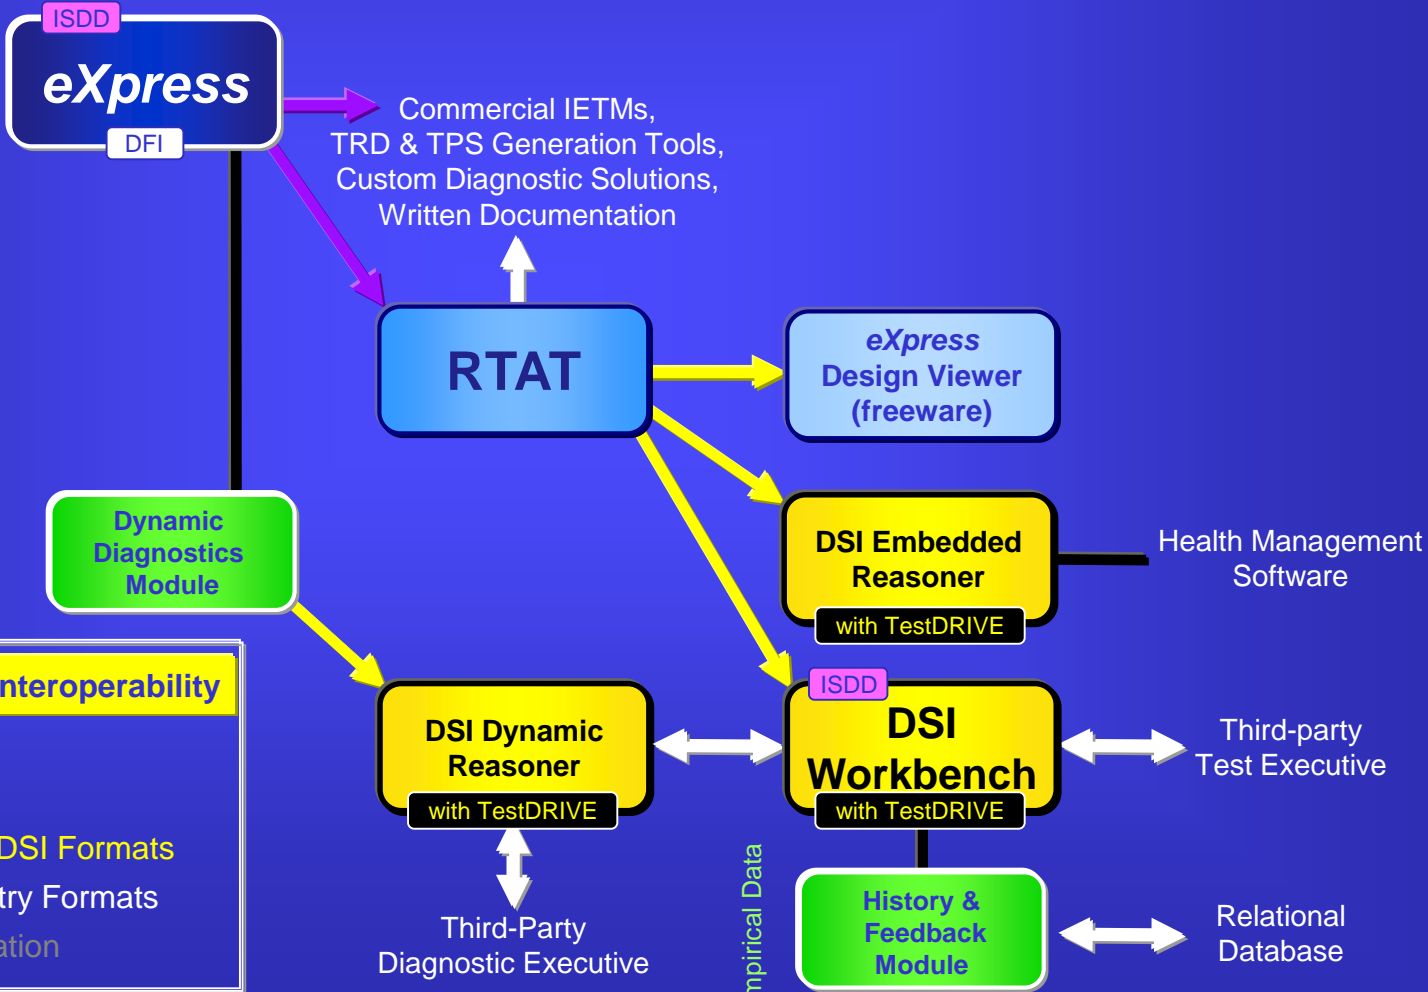 ISDD
eXpress
DFI
Commercial IETMs,
TRD & TPS Generation Tools,
Custom Diagnostic Solutions,
Written Documentation
RTAT
eXpress
Design Viewer
(freeware)
Dynamic
Diagnostics
Module
DSI Embedded
Reasoner
with TestDRIVE
Health Management
Software
nteroperability
DSI Formats
try Formats
ation
DSI Dynamic
Reasoner
with TestDRIVE
ISDD
DSI
Workbench
with TestDRIVE
Third-party
Test Executive
Third-Party
Diagnostic Executive
mpirical Data
History &
Feedback
Module
Relational
Database